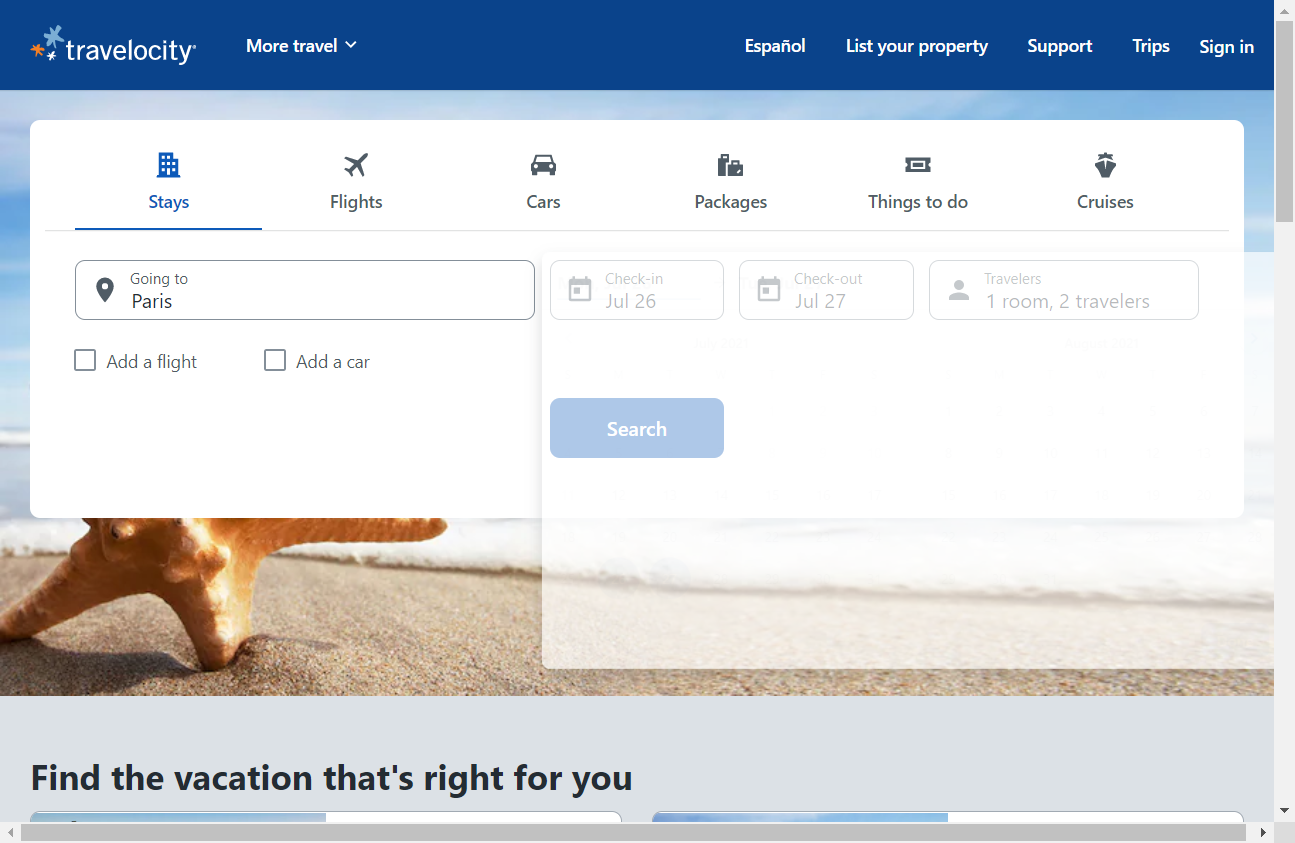 travelocity
More travel
Español
List your property
Support
Trips
Sign in
Stays
Flights
Cars
Packages
Things to do
Cruises
Going to
Paris
Check-in
Jul 26
Check-out
Jul 27
Travelers
1 room, 2 travelers
Add a flight
Add a car
Search
Find the vacation that's right for you